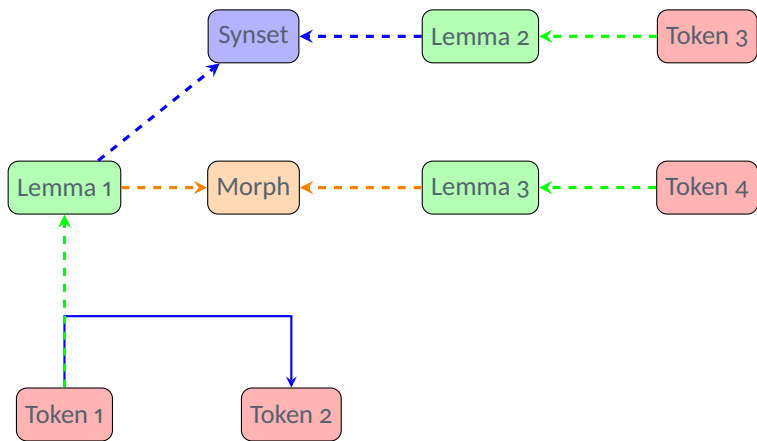 Synset
Lemma 2
Token 3
Lemma 1
Morph
Lemma 3
Token 4
Token 1
Token 2